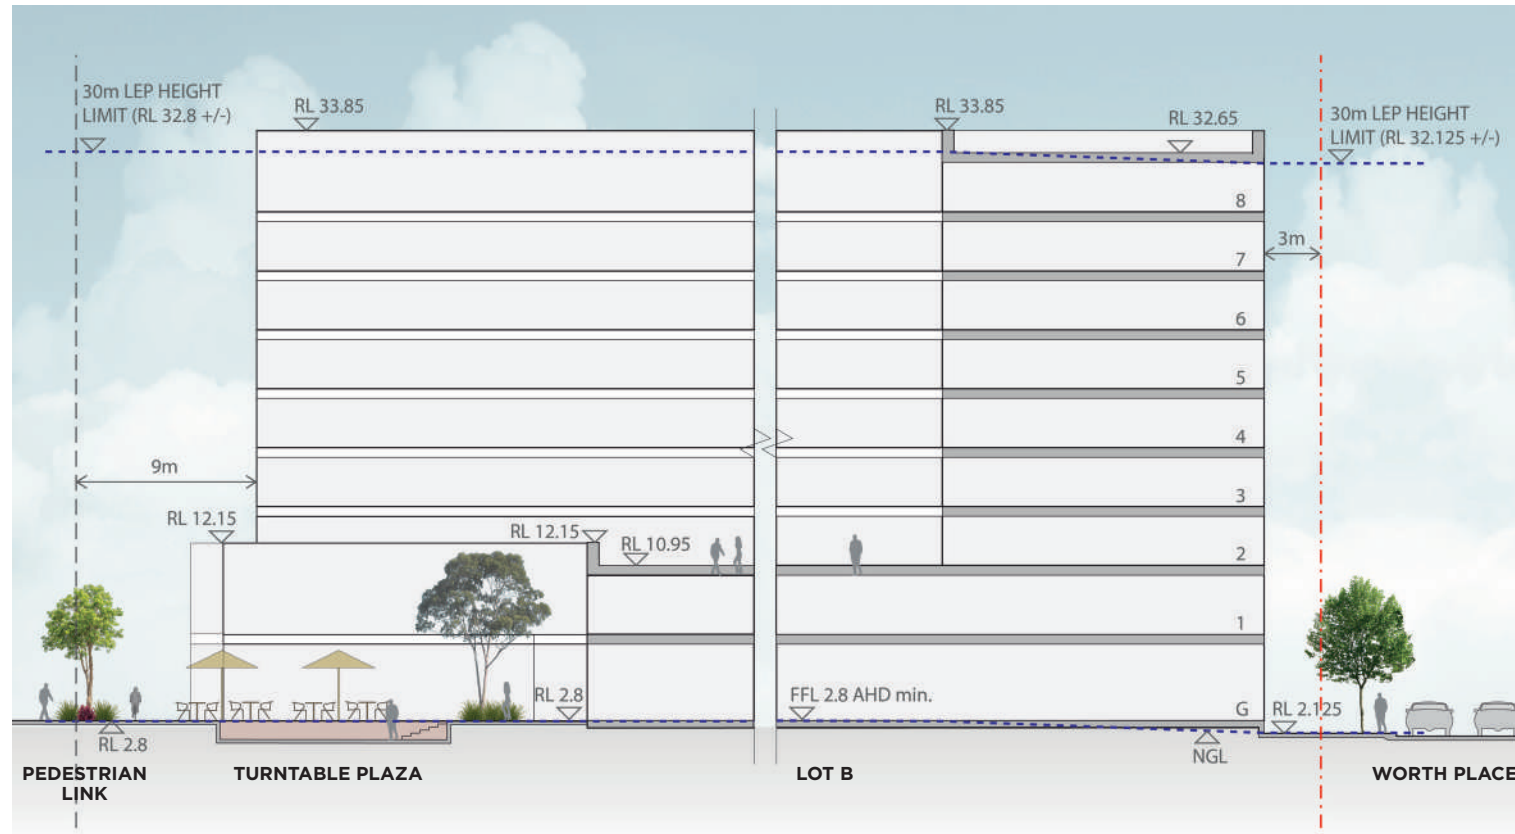 30m LEP HEIGHT
LIMIT (RL 32.8 +/-)
RL 33.85
RL 33.85
RL 32.65
30m LEP HEIGHT
LIMIT (RL 32.125 +/-)
8
7
3m
6
5
4
9m
3
RL 12.15
RL 12.15
RL 10.95
2
1
RL 2.8
FFL 2.8 AHD min.
G
RL 2.125
RL 2.8
NGL
PEDESTRIAN
LINK
TURNTABLE PLAZA
LOT B
WORTH PLACE